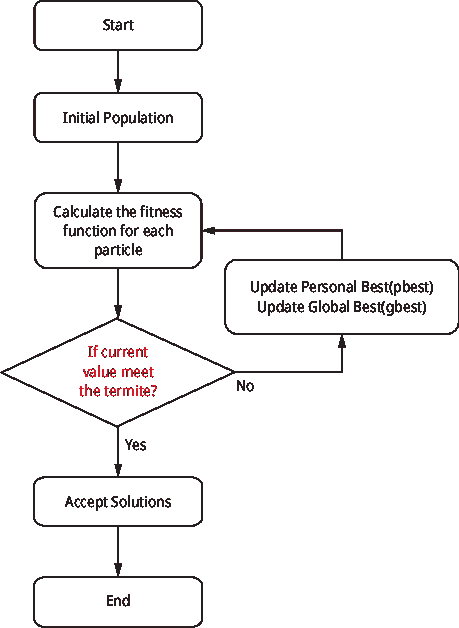 Start
Initial Population
Calculate the fitness
function for each
particle
Update Personal Best(pbest)
Update Global Best(gbest)
If current
value meet
the termite?
No
Yes
Accept Solutions
End